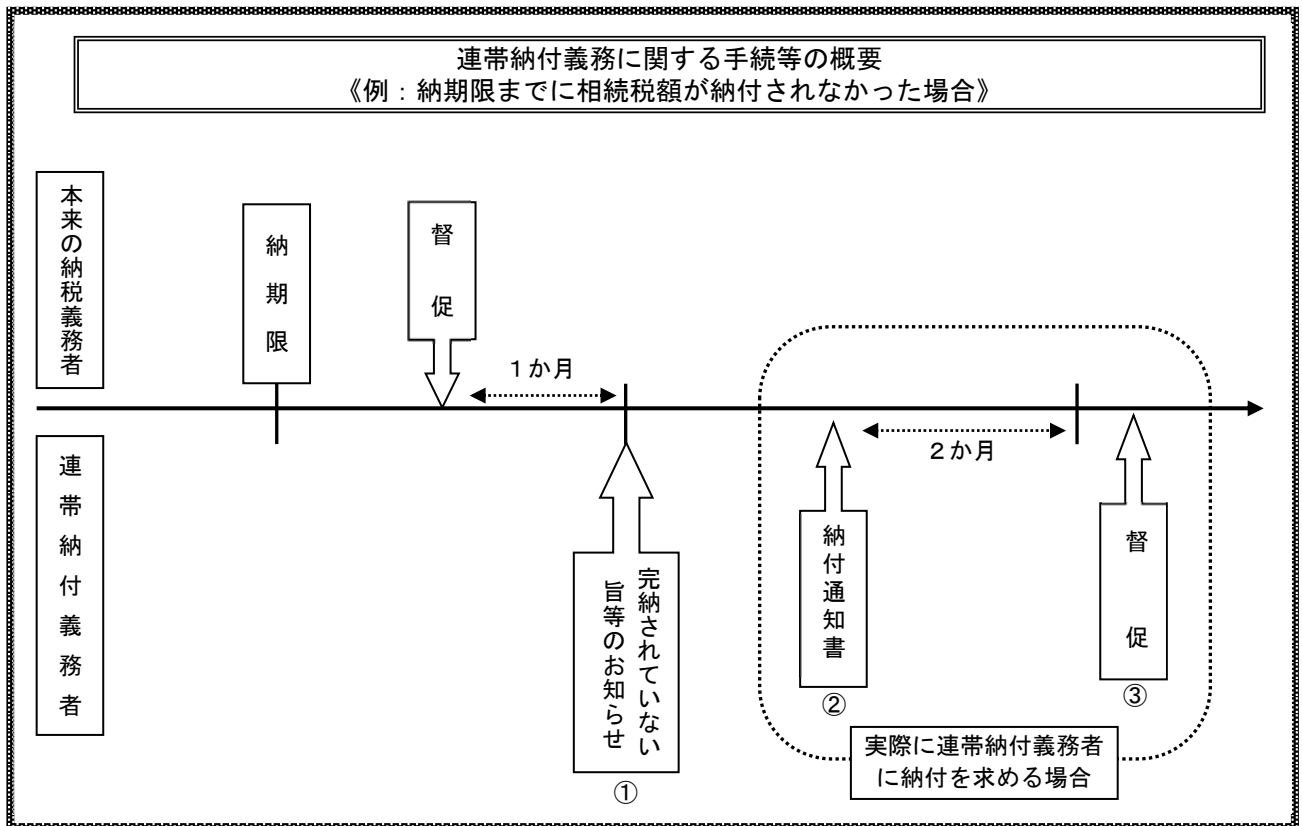 連帯納付義務に関する手続等の概要
《例：納期限までに相続税額が納付されなかった場合》
本来の納税義務者
納期限
督促
１か月
連帯納付義務者
完納されていない
旨等のお知らせ
①
２か月
納付通知書
②
督促
③
実際に連帯納付義務者
に納付を求める場合